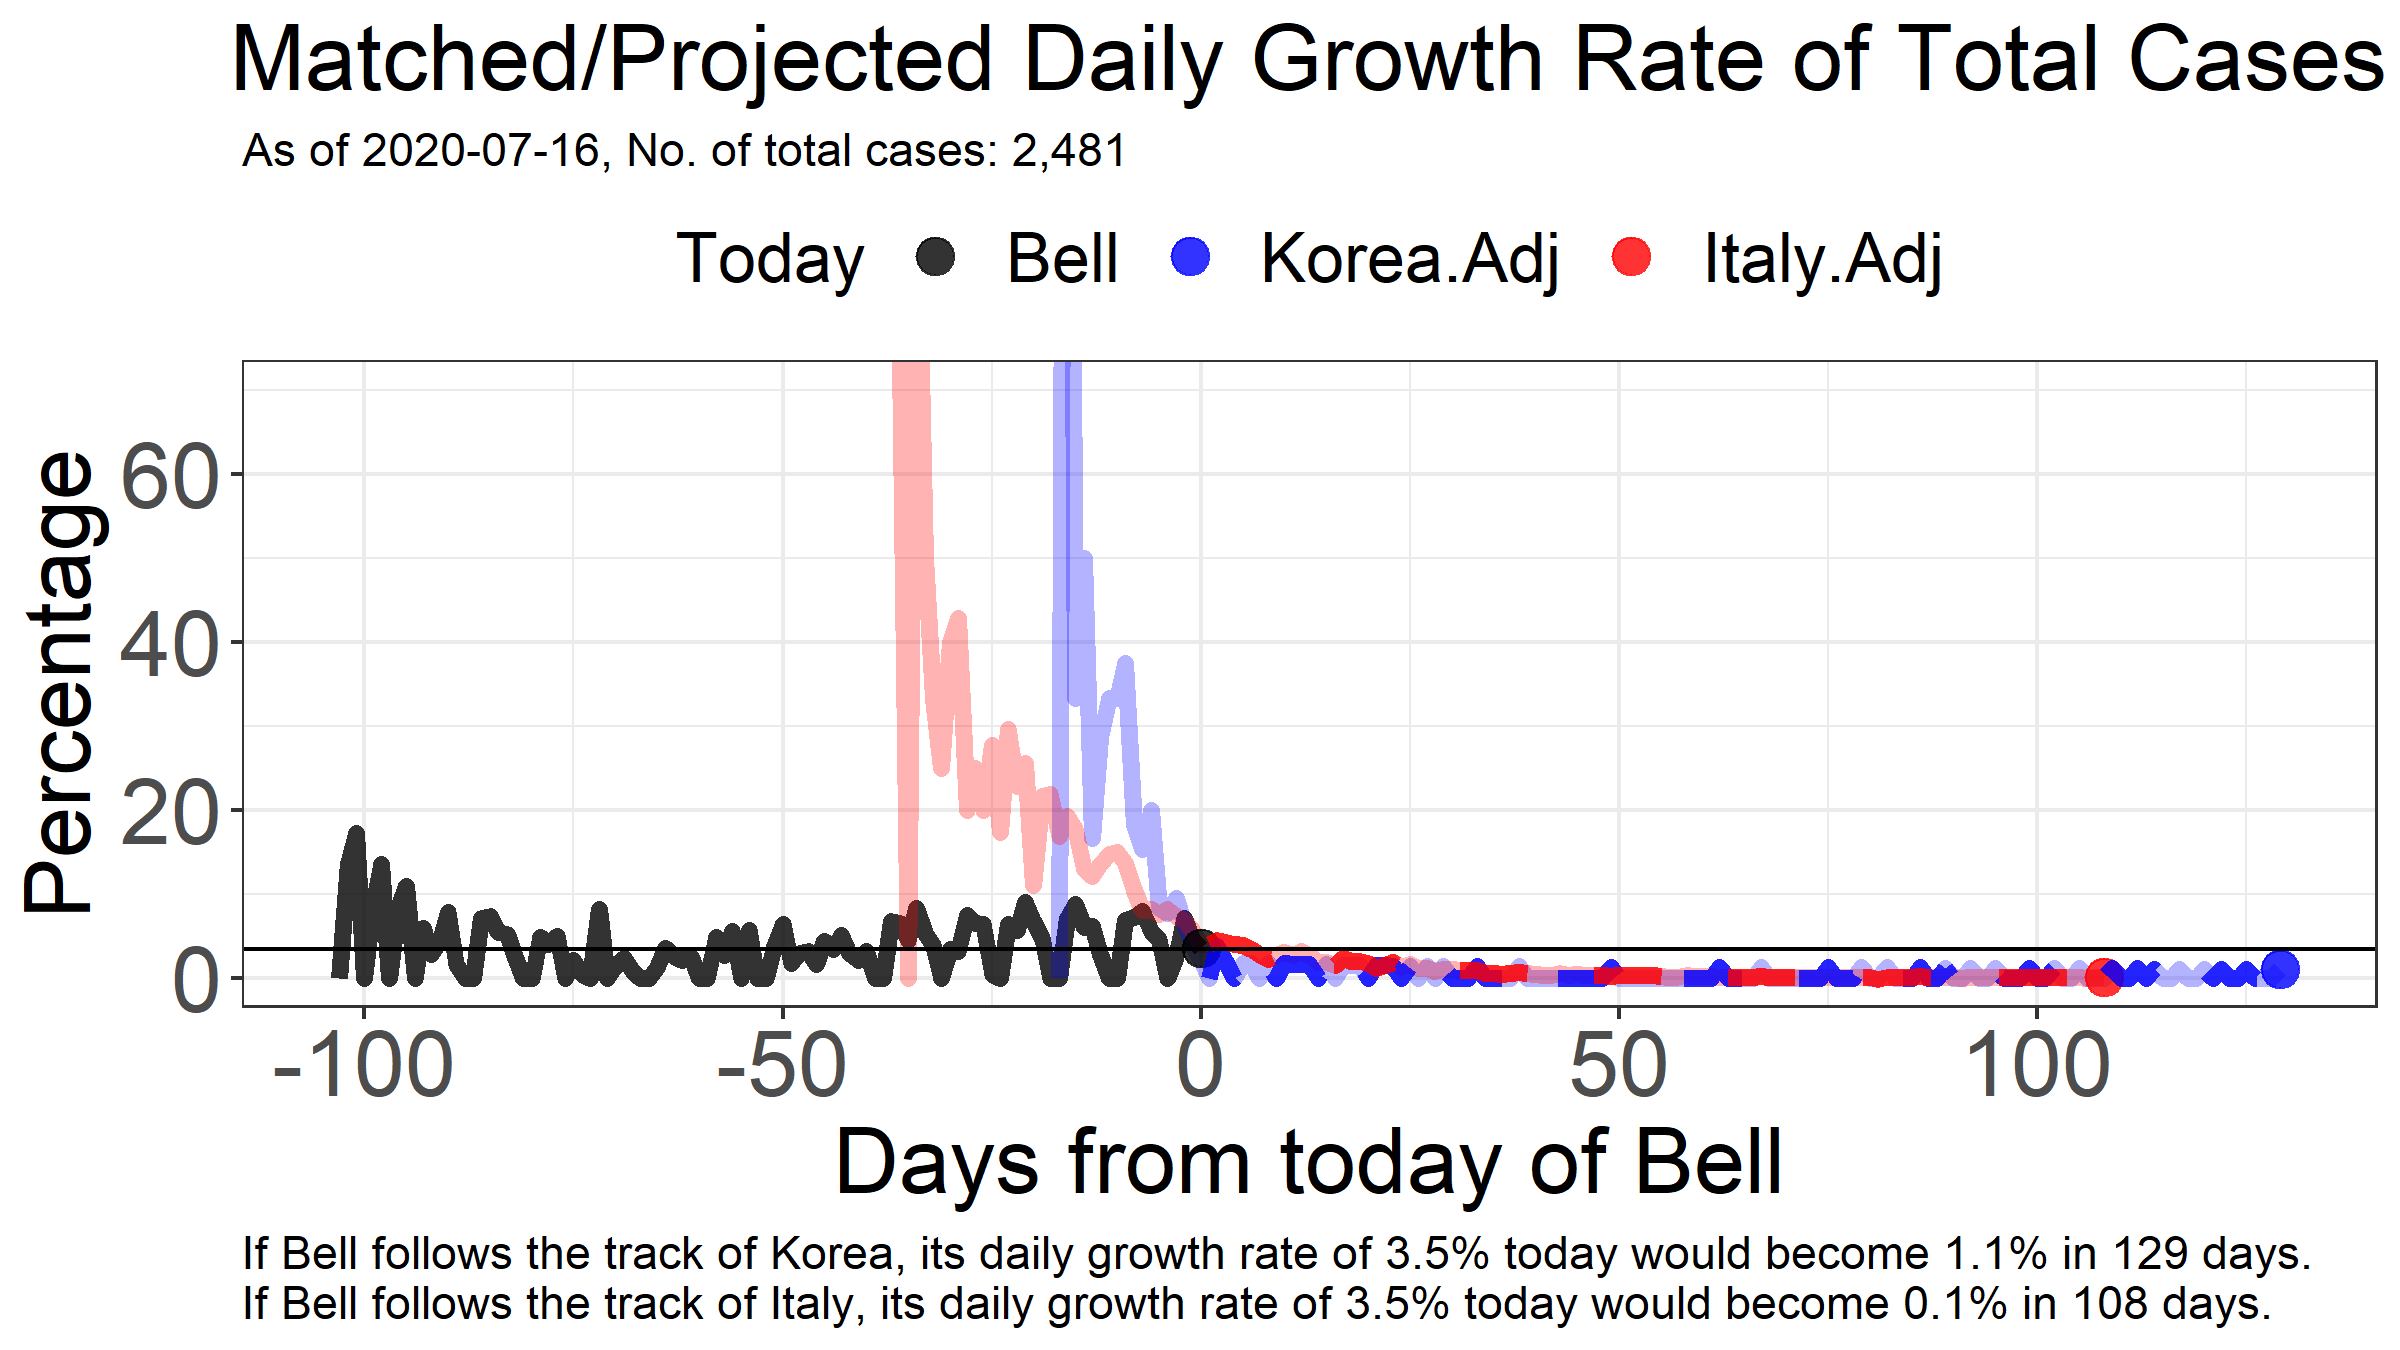 Matched/Projected Daily Growth Rate of Total Cases
As of 2020-07-16, No. of total cases: 2,481
Today Bell Korea.Adj Italy.Adj
Percentage
60
40
20
0
-100 -50 0 50 100
Days from today of Bell
If Bell follows the track of Korea, its daily growth rate of 3.5% today would become 1.1% in 129 days.
If Bell follows the track of Italy, its daily growth rate of 3.5% today would become 0.1% in 108 days.